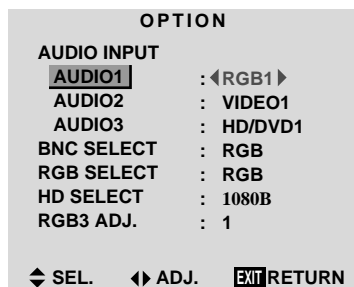 OPTION
AUDIO INPUT
AUDIO1 : ◀RGB1▶
AUDIO2 : VIDEO1
AUDIO3 : HD/DVD1
BNC SELECT : RGB
RGB SELECT : RGB
HD SELECT : 1080B
RGB3 ADJ. : 1
SEL. ADJ. EXIT RETURN